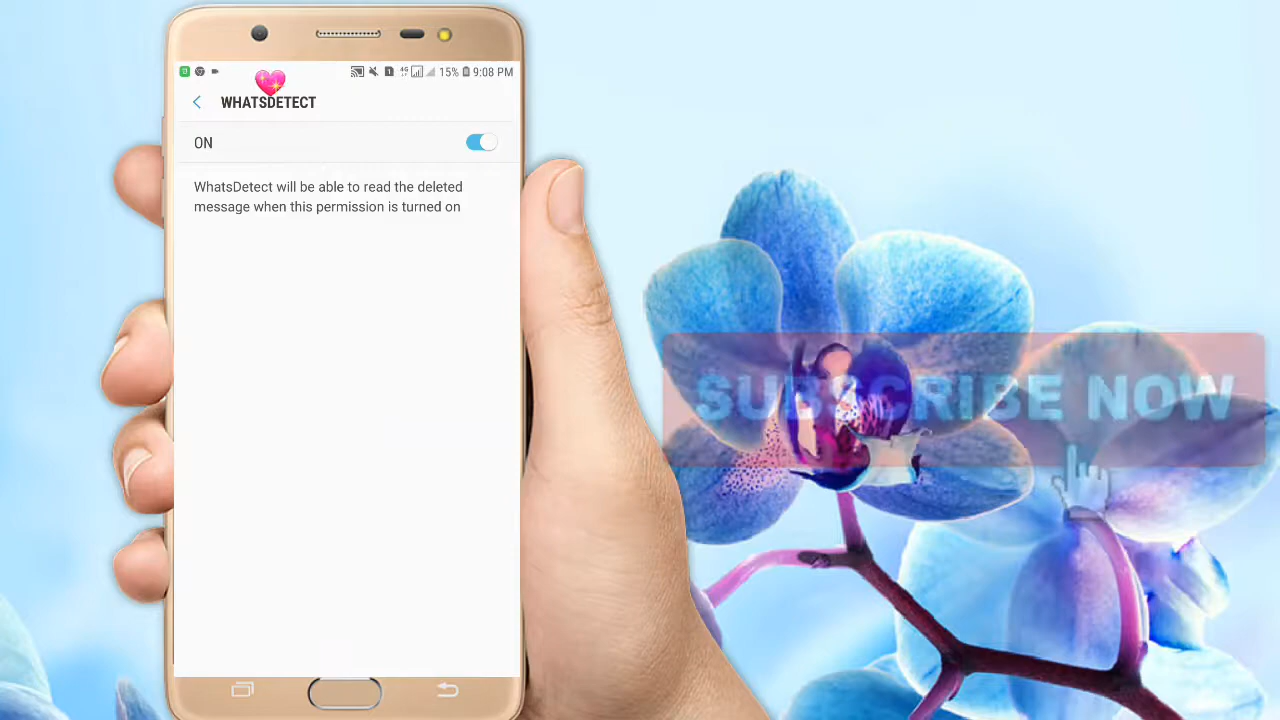 4G 15% 9:08 PM
WHATSDETECT
ON
WhatsDetect will be able to read the deleted
message when this permission is turned on
SUBSCRIBE NOW